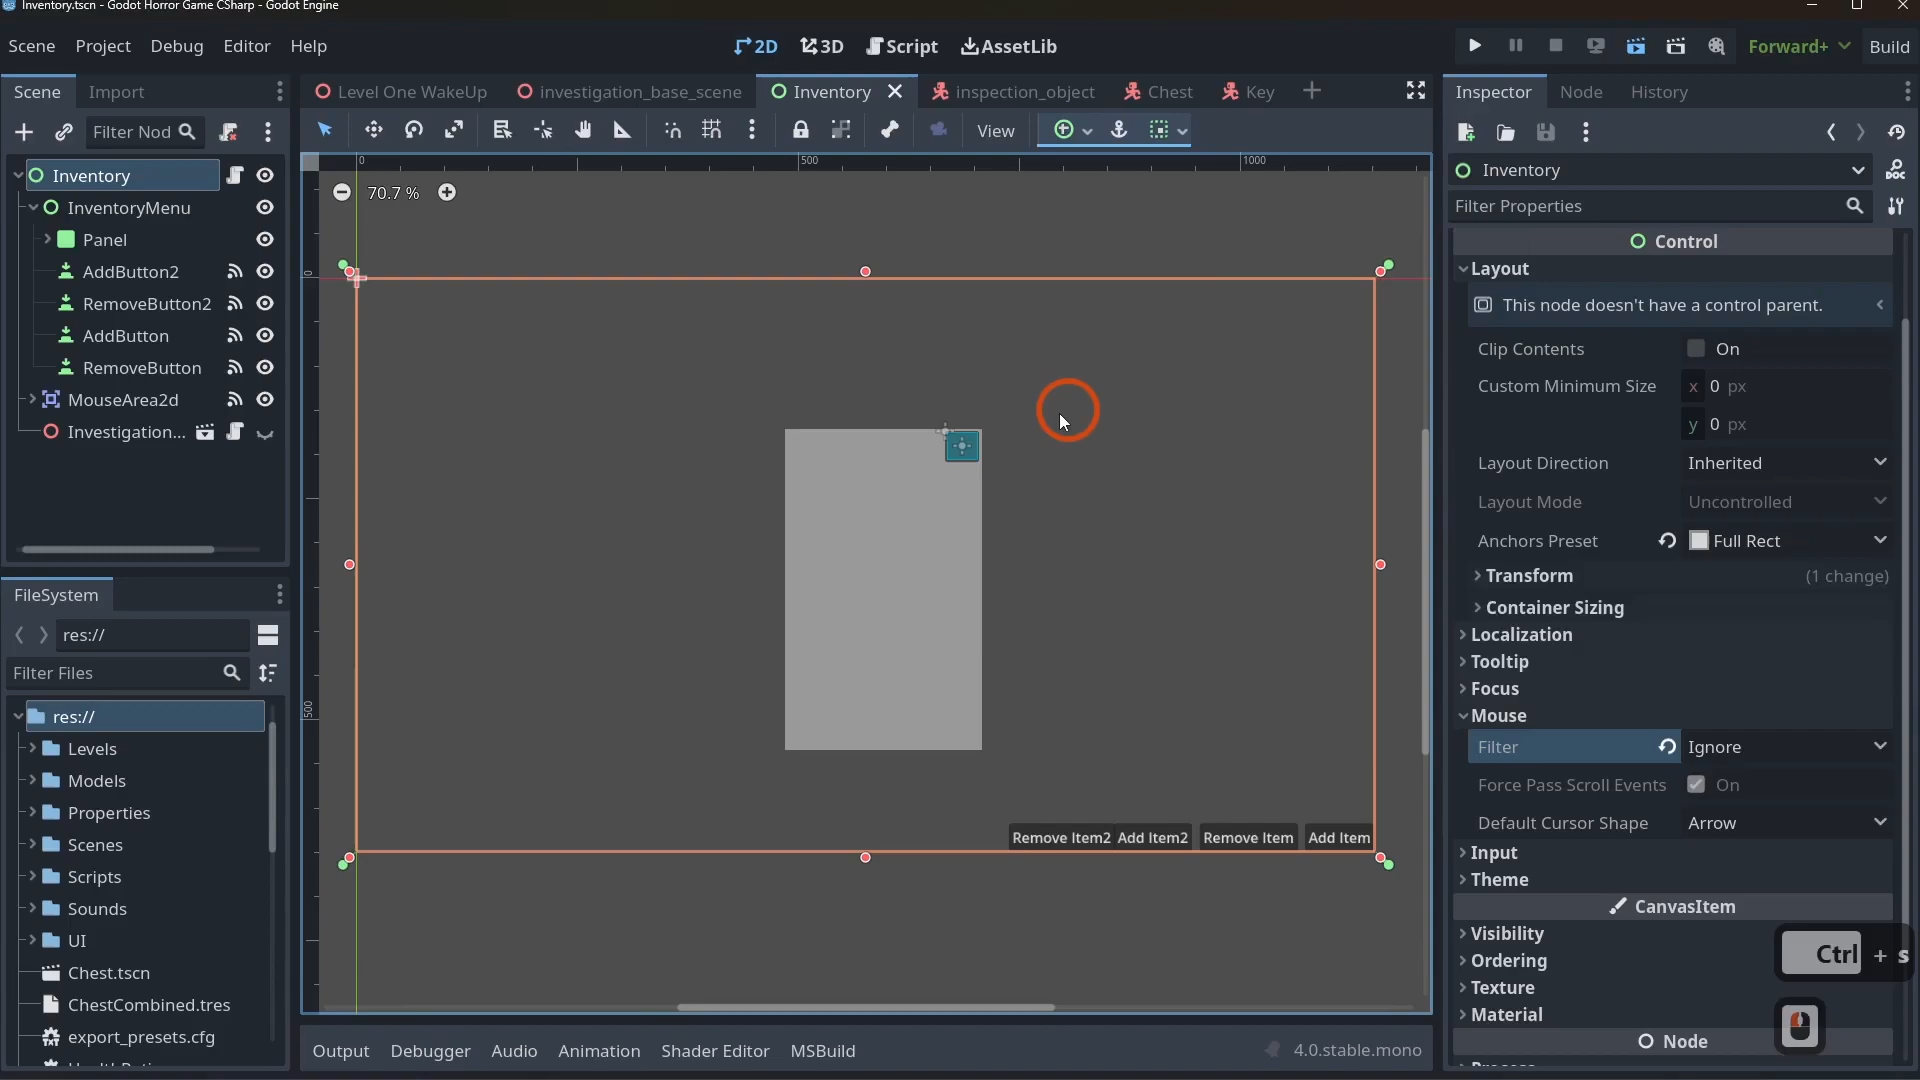 Inventory.tscn - Godot Horror Game CSharp - Godot Engine
Scene Project Debug Editor Help
2D 3D Script AssetLib
Forward+ Build
Scene Import
Level One WakeUp investigation_base_scene Inventory inspection_object Chest Key
Inspector Node History
Filter Nod
View
Inventory
Filter Properties
Inventory
InventoryMenu
Panel
AddButton2
RemoveButton2
AddButton
RemoveButton
MouseArea2d
Investigation...
0 500 1000
70.7 %
0
500
Remove Item2 Add Item2 Remove Item Add Item
Control
Layout
This node doesn't have a control parent.
Clip Contents On
Custom Minimum Size x 0 px
y 0 px
Layout Direction Inherited
Layout Mode Uncontrolled
Anchors Preset Full Rect
Transform (1 change)
Container Sizing
Localization
Tooltip
Focus
Mouse
Filter Ignore
Force Pass Scroll Events On
Default Cursor Shape Arrow
Input
Theme
CanvasItem
Visibility
Ordering
Texture
Material
Node
Ctrl + s
FileSystem
res://
Filter Files
res://
Levels
Models
Properties
Scenes
Scripts
Sounds
UI
Chest.tscn
ChestCombined.tres
export_presets.cfg
Output Debugger Audio Animation Shader Editor MSBuild 4.0.stable.mono